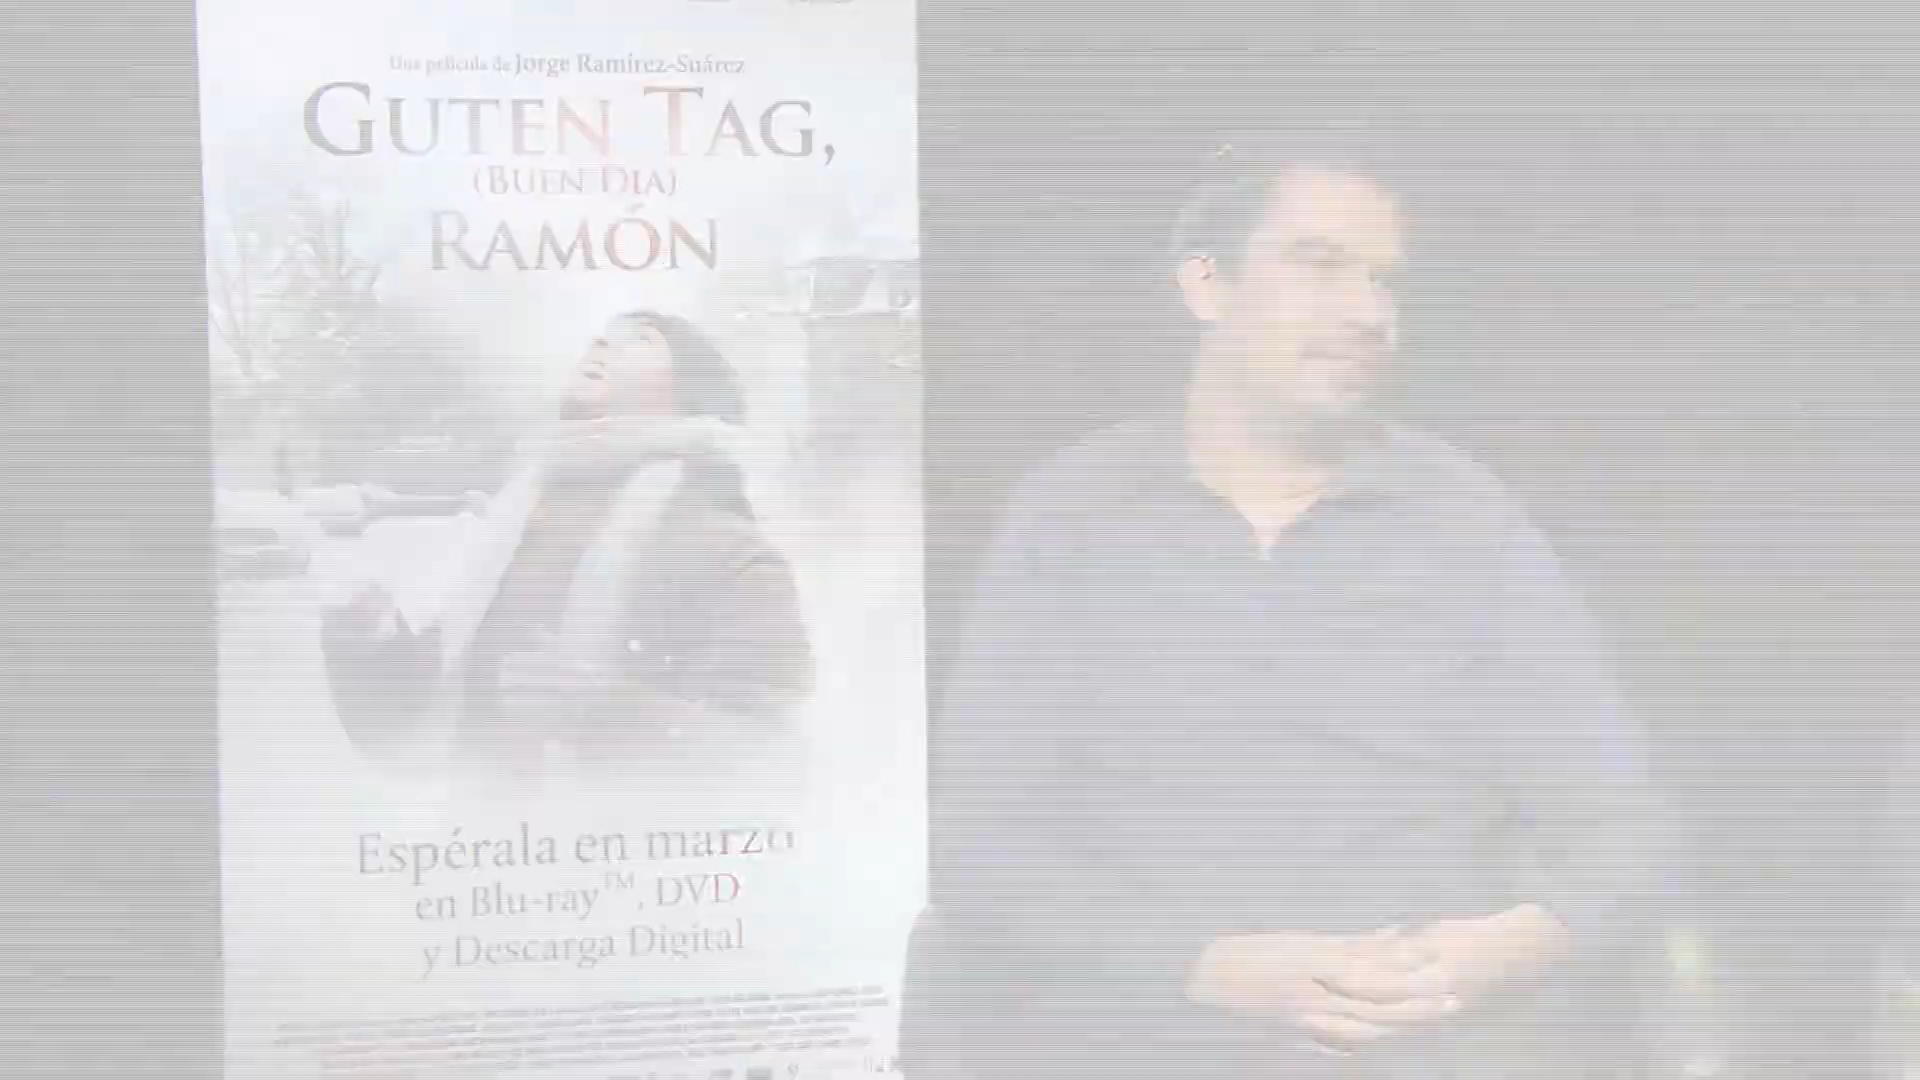 Una película de Jorge Ramírez-Suárez
GUTEN TAG,
(BUEN DÍA)
RAMÓN
Espérala en marzo
en Blu-ray™, DVD
y Descarga Digital